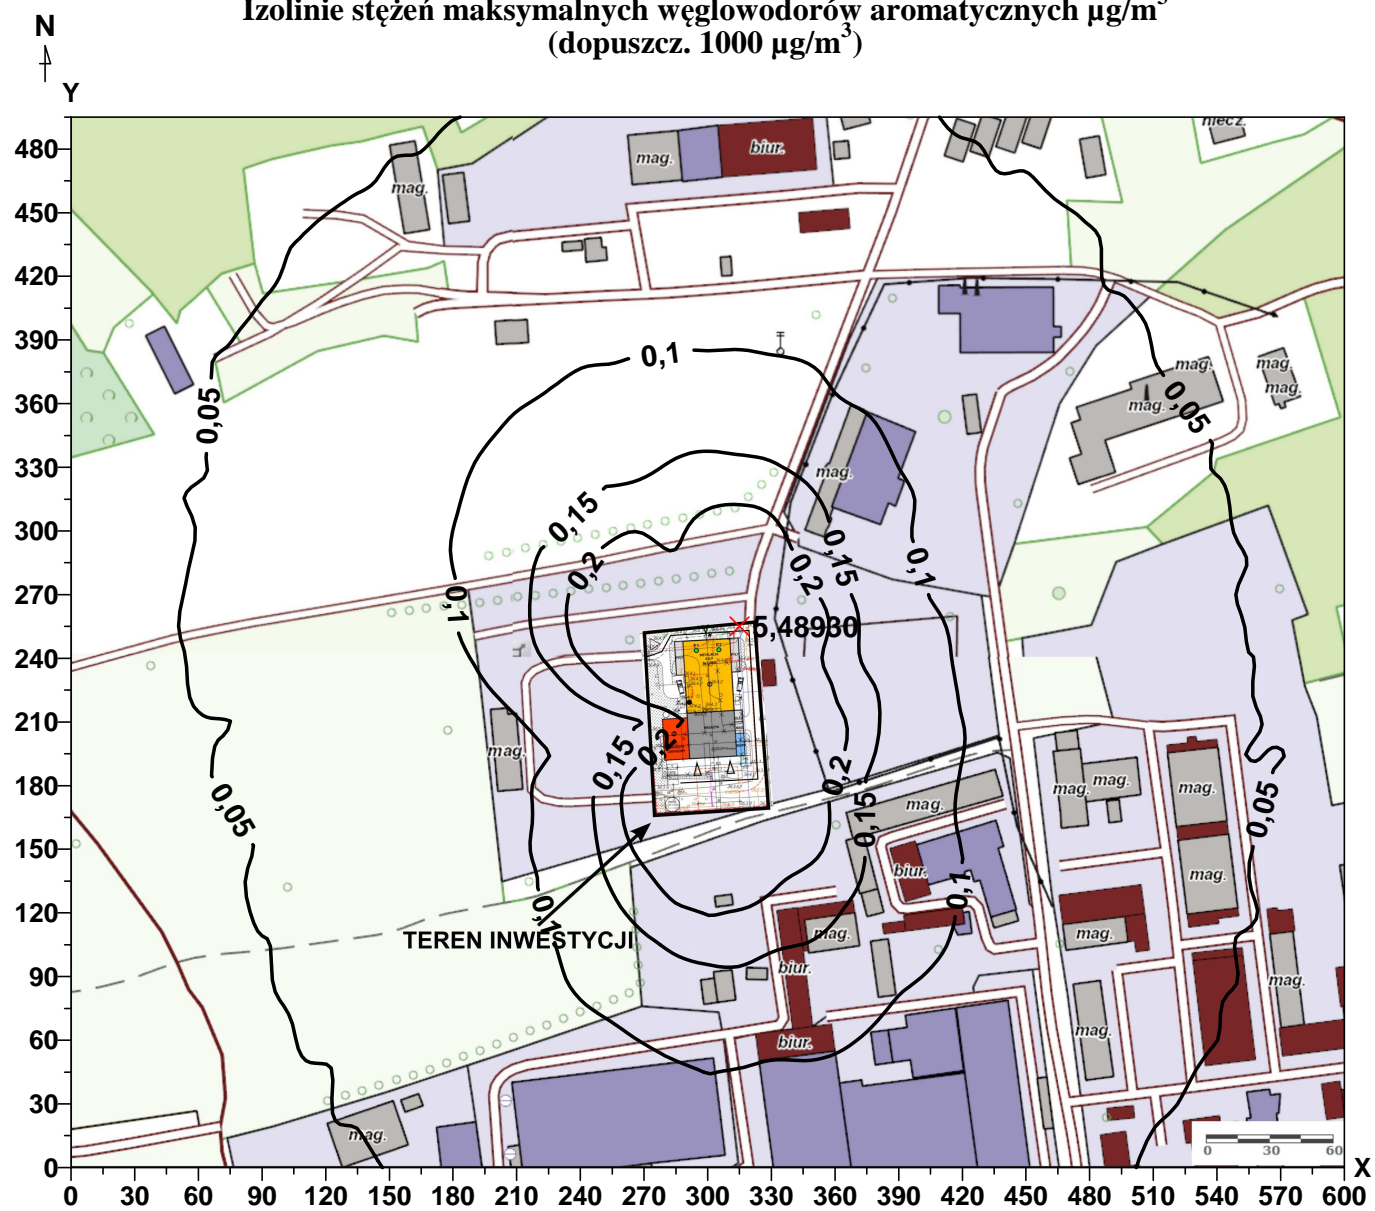 Izolinie stężeń maksymalnych węglowodorów aromatycznych µg/m³
(dopuszcz. 1000 µg/m³)
N
Y
480
450
420
390
360
330
300
270
240
210
180
150
120
90
60
30
0
mag.
mag.
biur.
niecz.
0,1
0,05
mag.
mag.
mag.
mag.
0,05
mag.
0,15
0,15
0,2
0,2
0,1
0,1
5,48930
mag.
0,15
0,2
0,2
0,15
mag.
mag.
mag.
mag.
0,05
0,05
biur.
mag.
0,1
0,1
TEREN INWESTYCJI
mag.
mag.
biur.
mag.
biur.
mag.
mag.
0 30 60
X
0 30 60 90 120 150 180 210 240 270 300 330 360 390 420 450 480 510 540 570 600